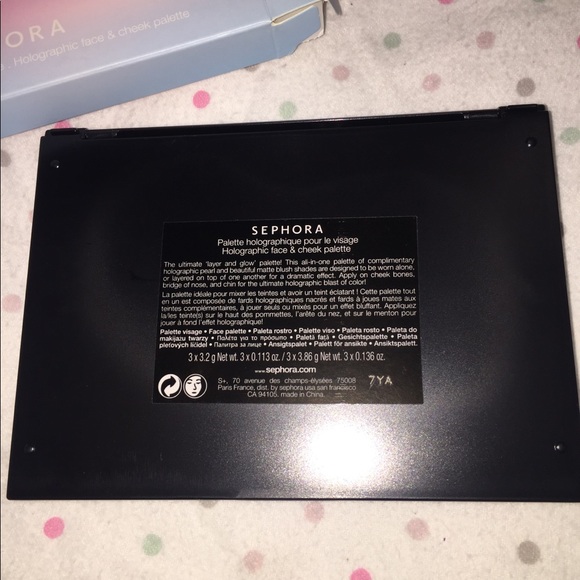 ORA
Holographic face & cheek palette
SEPHORA
Palette holographique pour le visage
Holographic face & cheek palette
The ultimate 'layer and glow' palette! This all-in-one palette of complimentary
holographic pearl and beautiful matte blush shades are designed to be worn alone,
or layered on top of one another for a dramatic effect. Apply on cheek bones,
bridge of nose, and chin for the ultimate holographic blast of color!
La palette idéale pour mixer les teintes et avoir un teint éclatant ! Cette palette tout
en un est composée de fards holographiques nacrés et fards à joues mates aux
teintes complémentaires, à jouer seuls ou mixés pour un effet bluffant. Appliquez
la/les teinte(s) sur le haut des pommettes, l'arête du nez, et sur le menton pour
jouer à fond l'effet holographique!
Palette visage • Face palette • Paleta rostro • Palette viso • Paleta rosto • Paleta do
makijażu twarzy • Παλέτα για το πρόσωπο • Paletă față • Gesichtspalette • Paleta
pleťových líčidel • Палитра за лице • Ansigtspalet • Palett för ansikte • Ansiktspalett.
3 x 3.2 g Net wt. 3 x 0.113 oz. / 3 x 3.86 g Net wt. 3 x 0.136 oz.
www.sephora.com
S+, 70 avenue des champs-élysées 75008
Paris France, dist. by sephora usa san francisco
CA 94105. made in China.
7YA